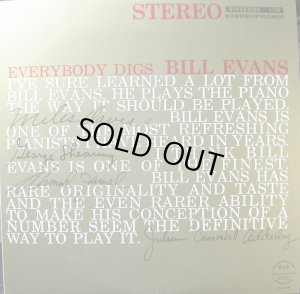 STEREO
RIVERSIDE 1129
STEREOPHONIC
EVERYBODY DIGS BILL EVANS
I'VE SURE LEARNED A LOT FROM
BILL EVANS. HE PLAYS THE PIANO
THE WAY IT SHOULD BE PLAYED.
Miles Davis BILL EVANS IS
ONE OF THE MOST REFRESHING
PIANISTS I'VE HEARD IN YEARS.
George Shearing I THINK BILL
EVANS IS ONE OF THE FINEST.
Ahmad Jamal BILL EVANS HAS
RARE ORIGINALITY AND TASTE
AND THE EVEN RARER ABILITY
TO MAKE HIS CONCEPTION OF A
NUMBER SEEM THE DEFINITIVE
WAY TO PLAY IT. Julian Cannonball Adderley
SOLD OUT